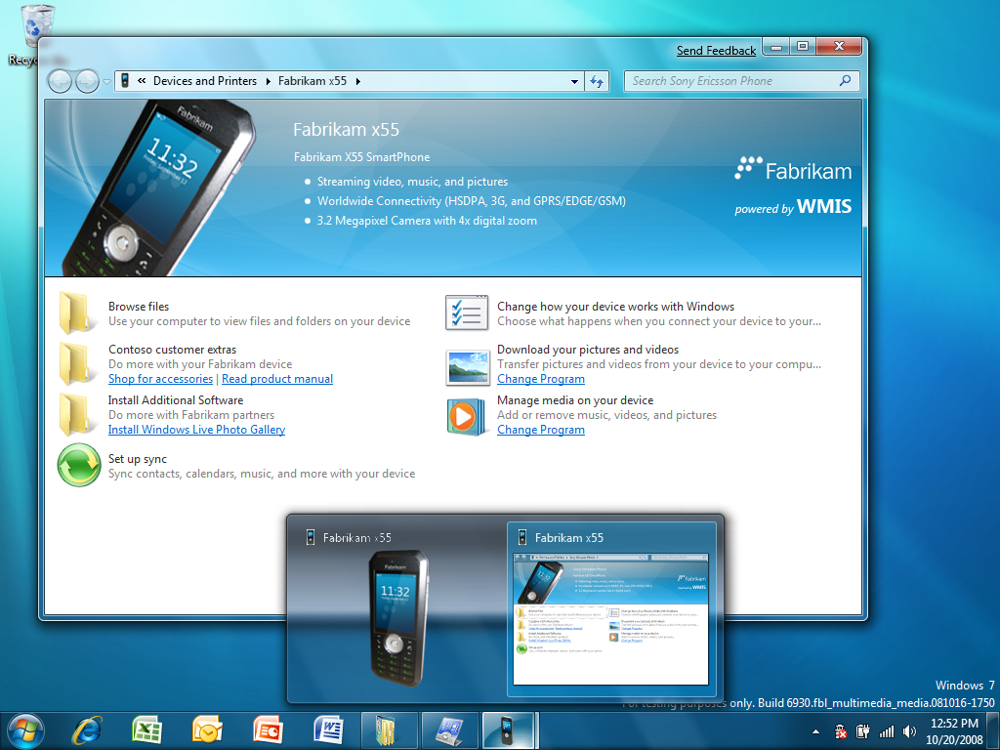 Recyc
Send Feedback
« Devices and Printers Fabrikam x55
Search Sony Ericsson Phone
Fabrikam
11:32
Fabrikam x55
Fabrikam X55 SmartPhone
• Streaming video, music, and pictures
• Worldwide Connectivity (HSDPA, 3G, and GPRS/EDGE/GSM)
• 3.2 Megapixel Camera with 4x digital zoom
Fabrikam
powered by WMIS
Browse files
Use your computer to view files and folders on your device
Contoso customer extras
Do more with your Fabrikam device
Shop for accessories | Read product manual
Install Additional Software
Do more with Fabrikam partners
Install Windows Live Photo Gallery
Set up sync
Sync contacts, calendars, music, and more with your device
Change how your device works with Windows
Choose what happens when you connect your device to your...
Download your pictures and videos
Transfer pictures and videos from your device to your compu...
Change Program
Manage media on your device
Add or remove music, videos, and pictures
Change Program
Fabrikam x55
Fabrikam
11:32
Fabrikam x55
Fabrikam
WMIS
Windows 7
For testing purposes only. Build 6930.fbl_multimedia_media.081016-1750
12:52 PM
10/20/2008